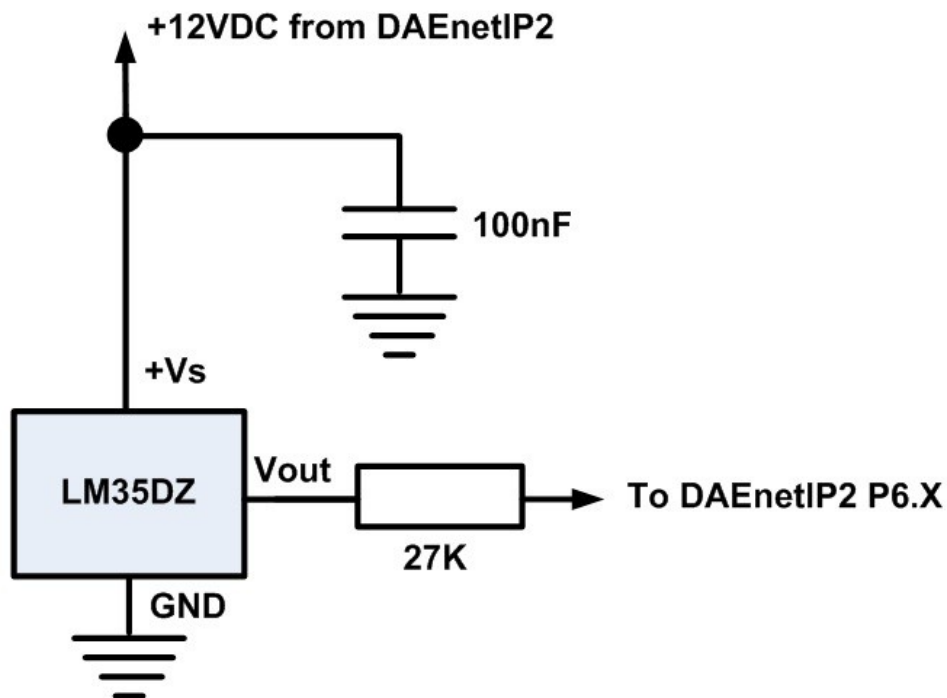 +12VDC from DAEnetIP2
100nF
+Vs
LM35DZ
Vout
To DAEnetIP2 P6.X
27K
GND